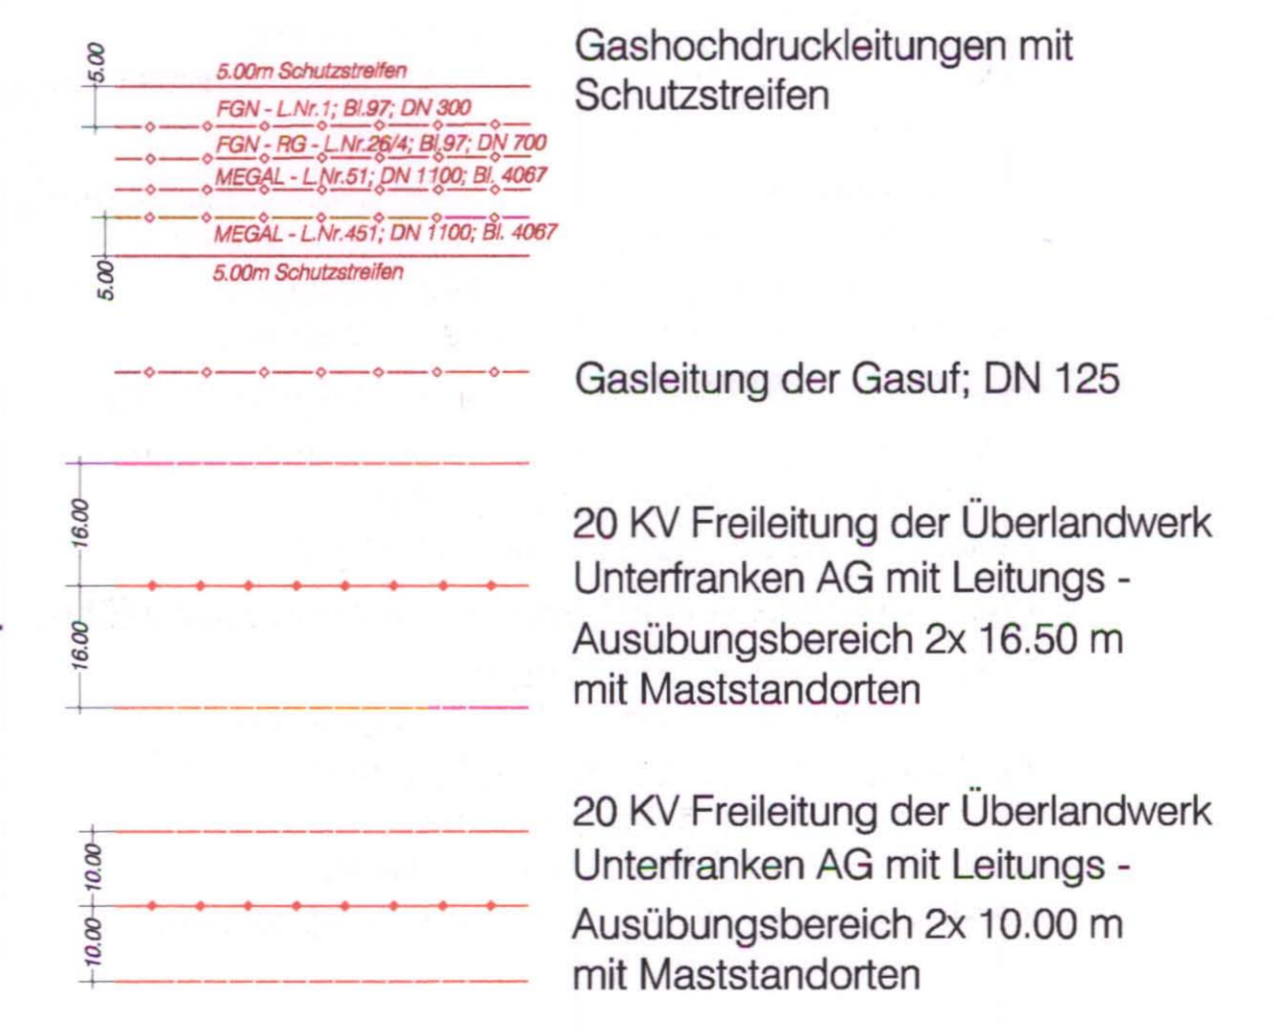 5.00
5.00m Schutzstreifen
FGN - L.Nr.1; Bl.97; DN 300
FGN - RG - L.Nr.26/4; Bl.97; DN 700
MEGAL - L.Nr.51; DN 1100; Bl. 4067
MEGAL - L.Nr.451; DN 1100; Bl. 4067
5.00m Schutzstreifen
5.00
Gashochdruckleitungen mit
Schutzstreifen
Gasleitung der Gasuf; DN 125
16.00
16.00
20 KV Freileitung der Überlandwerk
Unterfranken AG mit Leitungs -
Ausübungsbereich 2x 16.50 m
mit Maststandorten
10.00
10.00
20 KV Freileitung der Überlandwerk
Unterfranken AG mit Leitungs -
Ausübungsbereich 2x 10.00 m
mit Maststandorten